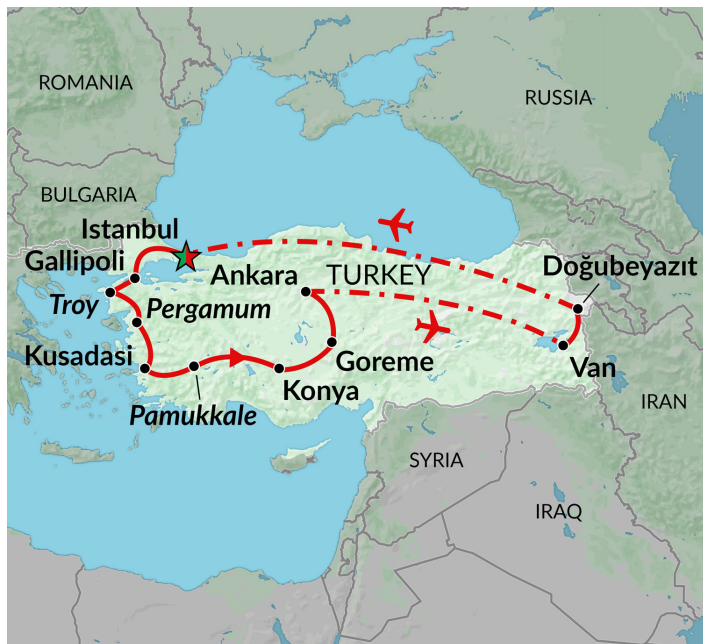 ROMANIA
RUSSIA
BULGARIA
Istanbul
Gallipoli
Ankara
TURKEY
Doğubeyazıt
Troy
Pergamum
Kusadasi
Goreme
Van
Konya
Pamukkale
IRAN
SYRIA
IRAQ